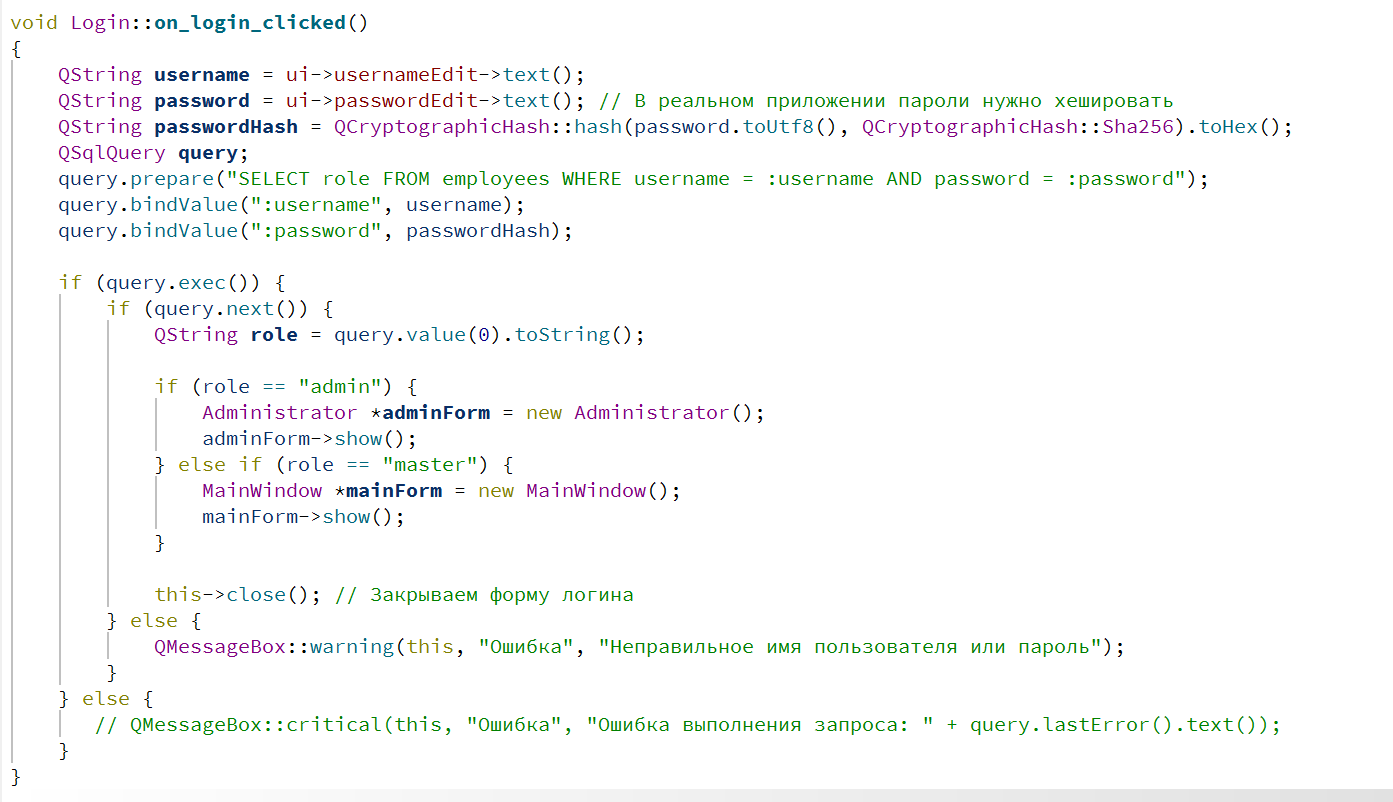 void Login::on_login_clicked()
{
    QString username = ui->usernameEdit->text();
    QString password = ui->passwordEdit->text(); // В реальном приложении пароли нужно хешировать
    QString passwordHash = QCryptographicHash::hash(password.toUtf8(), QCryptographicHash::Sha256).toHex();
    QSqlQuery query;
    query.prepare("SELECT role FROM employees WHERE username = :username AND password = :password");
    query.bindValue(":username", username);
    query.bindValue(":password", passwordHash);

    if (query.exec()) {
        if (query.next()) {
            QString role = query.value(0).toString();

            if (role == "admin") {
                Administrator *adminForm = new Administrator();
                adminForm->show();
            } else if (role == "master") {
                MainWindow *mainForm = new MainWindow();
                mainForm->show();
            }

            this->close(); // Закрываем форму логина
        } else {
            QMessageBox::warning(this, "Ошибка", "Неправильное имя пользователя или пароль");
        }
    } else {
       // QMessageBox::critical(this, "Ошибка", "Ошибка выполнения запроса: " + query.lastError().text());
    }
}